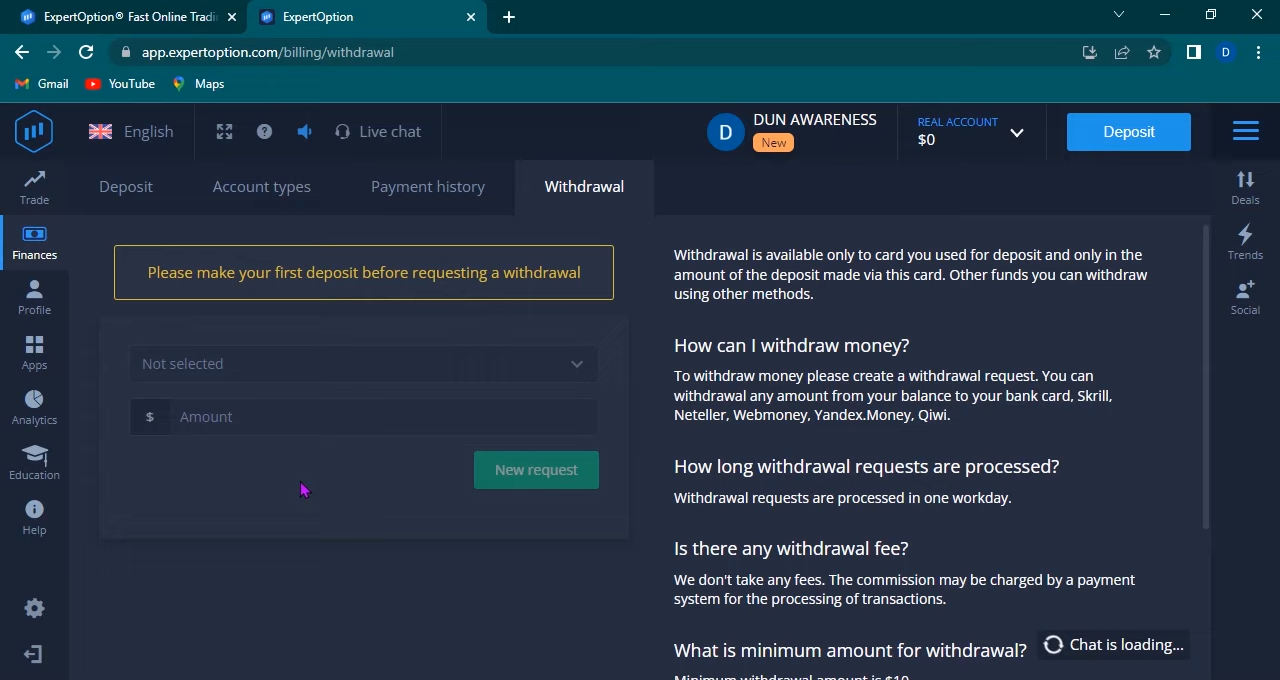 ExpertOption® Fast Online Tradi
ExpertOption
app.expertoption.com/billing/withdrawal
D
Gmail
YouTube
Maps
English
Live chat
D
DUN AWARENESS
New
REAL ACCOUNT
$0
Deposit
Trade
Finances
Profile
Apps
Analytics
Education
Help
Deposit
Account types
Payment history
Withdrawal
Please make your first deposit before requesting a withdrawal
Not selected
$
Amount
New request
Withdrawal is available only to card you used for deposit and only in the
amount of the deposit made via this card. Other funds you can withdraw
using other methods.
How can I withdraw money?
To withdraw money please create a withdrawal request. You can
withdrawal any amount from your balance to your bank card, Skrill,
Neteller, Webmoney, Yandex.Money, Qiwi.
How long withdrawal requests are processed?
Withdrawal requests are processed in one workday.
Is there any withdrawal fee?
We don't take any fees. The commission may be charged by a payment
system for the processing of transactions.
What is minimum amount for withdrawal?
Minimum withdrawal amount is $10
Chat is loading...
Deals
Trends
Social